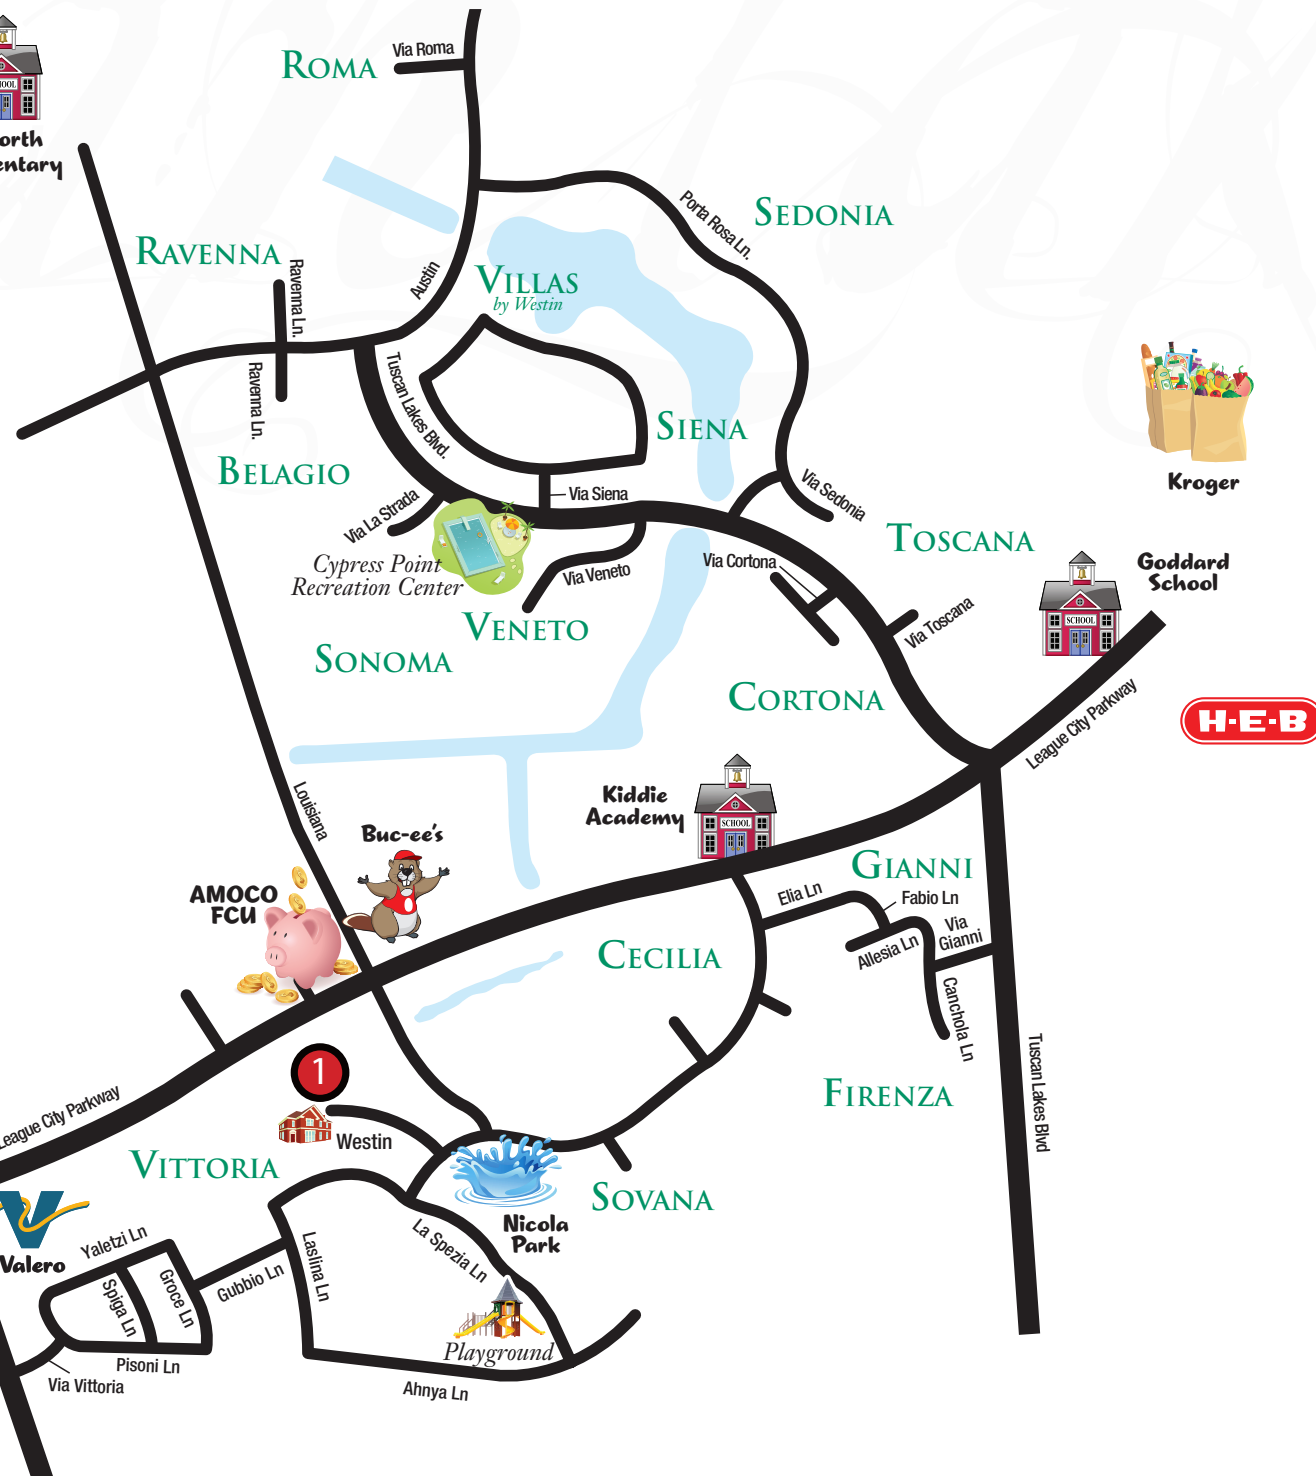 Via Roma
ROMA
orth
entary
SCHOOL
Porta Rosa Ln.
SEDONIA
RAVENNA
Ravenna Ln.
Austin
VILLAS
by Westin
Ravenna Ln.
Tuscan Lakes Blvd.
SIENA
BELAGIO
Via Siena
Via La Strada
Via Sedonia
Kroger
TOSCANA
Cypress Point
Recreation Center
Via Veneto
Via Cortona
Goddard
School
SCHOOL
Via Toscana
VENETO
SONOMA
CORTONA
League City Parkway
H-E-B
Louisiana
Kiddie
Academy
SCHOOL
Buc-ee's
AMOCO
FCU
GIANNI
Elia Ln
Fabio Ln
Via
Gianni
Allesia Ln
CECILIA
Canchola Ln
1
FIRENZA
Tuscan Lakes Blvd
League City Parkway
Westin
VITTORIA
SOVANA
Nicola
Park
Valero
Yaletzi Ln
Spiga Ln
Groce Ln
Gubbio Ln
Laslina Ln
La Spezia Ln
Playground
Pisoni Ln
Via Vittoria
Ahnya Ln